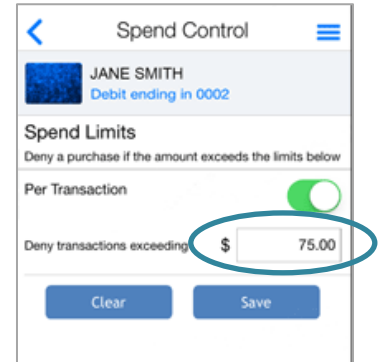 Spend Control
JANE SMITH
Debit ending in 0002
Spend Limits
Deny a purchase if the amount exceeds the limits below
Per Transaction
Deny transactions exceeding $ 75.00
Clear Save